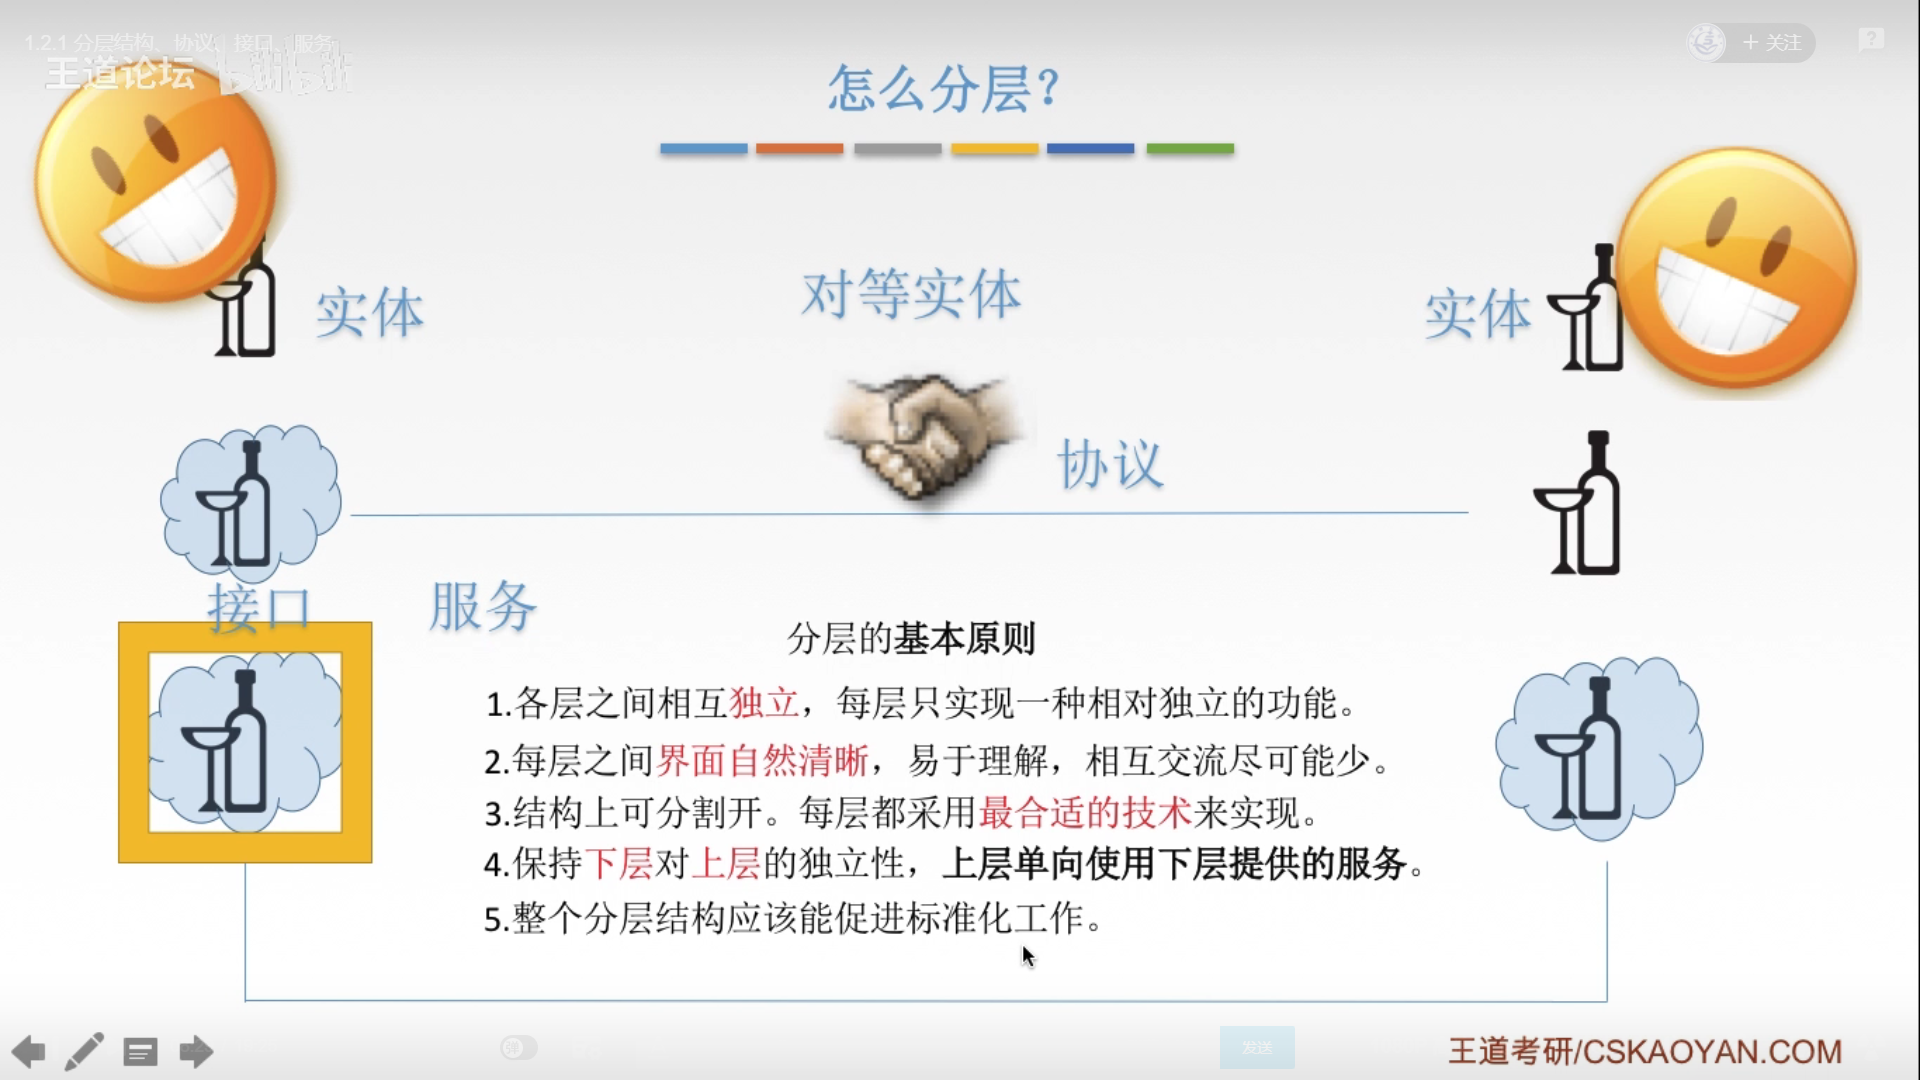 1.2.1 分层结构、协议、接口、服务
王道论坛 bilibili
+ 关注
怎么分层？
实体
对等实体
实体
协议
接口
服务
分层的基本原则
1.各层之间相互独立，每层只实现一种相对独立的功能。
2.每层之间界面自然清晰，易于理解，相互交流尽可能少。
3.结构上可分割开。每层都采用最合适的技术来实现。
4.保持下层对上层的独立性，上层单向使用下层提供的服务。
5.整个分层结构应该能促进标准化工作。
弹
发送
王道考研/CSKAOYAN.COM